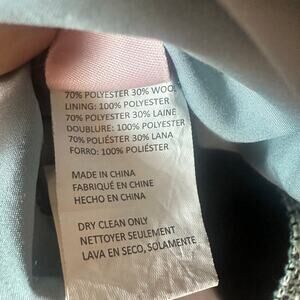 70% POLYESTER 30% WOOL
LINING: 100% POLYESTER
70% POLYESTER 30% LAINE
DOUBLURE: 100% POLYESTER
70% POLIÉSTER 30% LANA
FORRO: 100% POLIÉSTER
MADE IN CHINA
FABRIQUÉ EN CHINE
HECHO EN CHINA
DRY CLEAN ONLY
NETTOYER SEULEMENT
LAVA EN SECO, SOLAMENTE